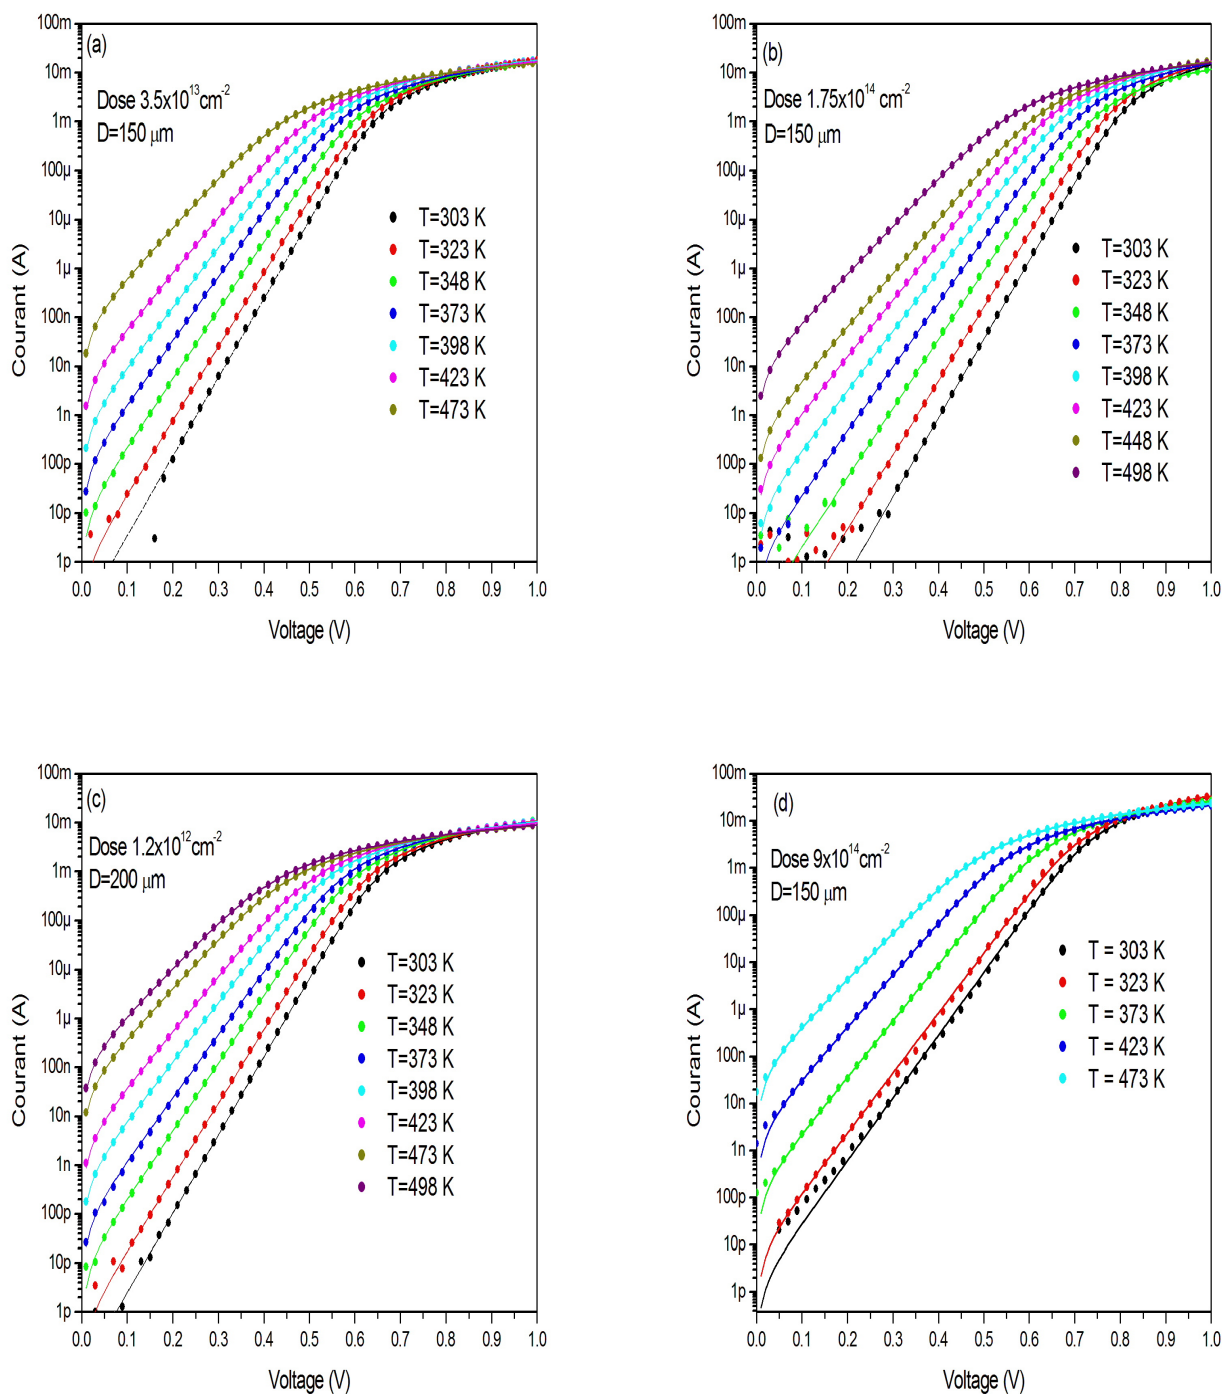 (a)
Dose 3.5x10¹³cm⁻²
D=150 µm
100m
10m
1m
100µ
10µ
1µ
100n
10n
1n
100p
10p
1p
Courant (A)
T=303 K
T=323 K
T=348 K
T=373 K
T=398 K
T=423 K
T=473 K
0.0 0.1 0.2 0.3 0.4 0.5 0.6 0.7 0.8 0.9 1.0
Voltage (V)
(b)
Dose 1.75x10¹⁴ cm⁻²
D=150 µm
100m
10m
1m
100µ
10µ
1µ
100n
10n
1n
100p
10p
1p
Courant (A)
T=303 K
T=323 K
T=348 K
T=373 K
T=398 K
T=423 K
T=448 K
T=498 K
0.0 0.1 0.2 0.3 0.4 0.5 0.6 0.7 0.8 0.9 1.0
Voltage (V)
(c)
Dose 1.2x10¹²cm⁻²
D=200 µm
100m
10m
1m
100µ
10µ
1µ
100n
10n
1n
100p
10p
1p
Courant (A)
T=303 K
T=323 K
T=348 K
T=373 K
T=398 K
T=423 K
T=473 K
T=498 K
0.0 0.1 0.2 0.3 0.4 0.5 0.6 0.7 0.8 0.9 1.0
Voltage (V)
(d)
Dose 9x10¹⁴cm⁻²
D=150 µm
100m
10m
1m
100µ
10µ
1µ
100n
10n
1n
100p
10p
1p
Courant (A)
T = 303 K
T = 323 K
T = 373 K
T = 423 K
T = 473 K
0.0 0.1 0.2 0.3 0.4 0.5 0.6 0.7 0.8 0.9 1.0
Voltage (V)